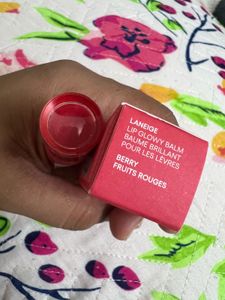 LANEIGE
LIP GLOWY BALM
BAUME BRILLANT
POUR LES LÈVRES
BERRY
FRUITS ROUGES